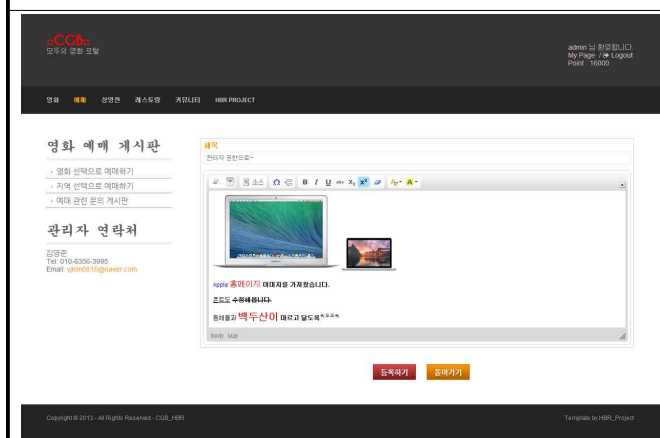 ::CGB::
모두의 영화 포털
admin 님 환영합니다.
My Page / Logout
Point : 16000
영화 예매 상영관 레스토랑 커뮤니티 HBR PROJECT
영화 예매 게시판
영화 선택으로 예매하기
지역 선택으로 예매하기
예매 관련 문의 게시판
관리자 연락처
김영준
Tel: 010-6356-3995
Email: yjkim0915@naver.com
제목
관리자 권한으로~
소스 Ω B I U abc X₂ X² A A
Apple 홈페이지 이미지를 가져왔습니다.
폰트도 수정해봅니다.
동해물과 백두산이 마르고 닳도록
body sup
등록하기 돌아가기
Copyright © 2013 - All Rights Reserved - CGB_HBR
Template by HBR_Project